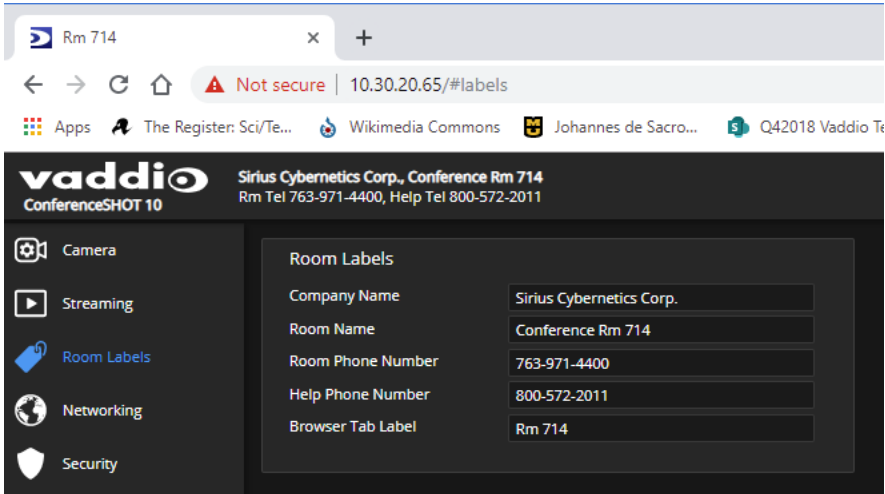 Rm 714
Not secure | 10.30.20.65/#labels
Apps The Register: Sci/Te... Wikimedia Commons Johannes de Sacro... Q42018 Vaddio Te
vaddio
ConferenceSHOT 10
Sirius Cybernetics Corp., Conference Rm 714
Rm Tel 763-971-4400, Help Tel 800-572-2011
Camera
Streaming
Room Labels
Networking
Security
Room Labels
Company Name Sirius Cybernetics Corp.
Room Name Conference Rm 714
Room Phone Number 763-971-4400
Help Phone Number 800-572-2011
Browser Tab Label Rm 714